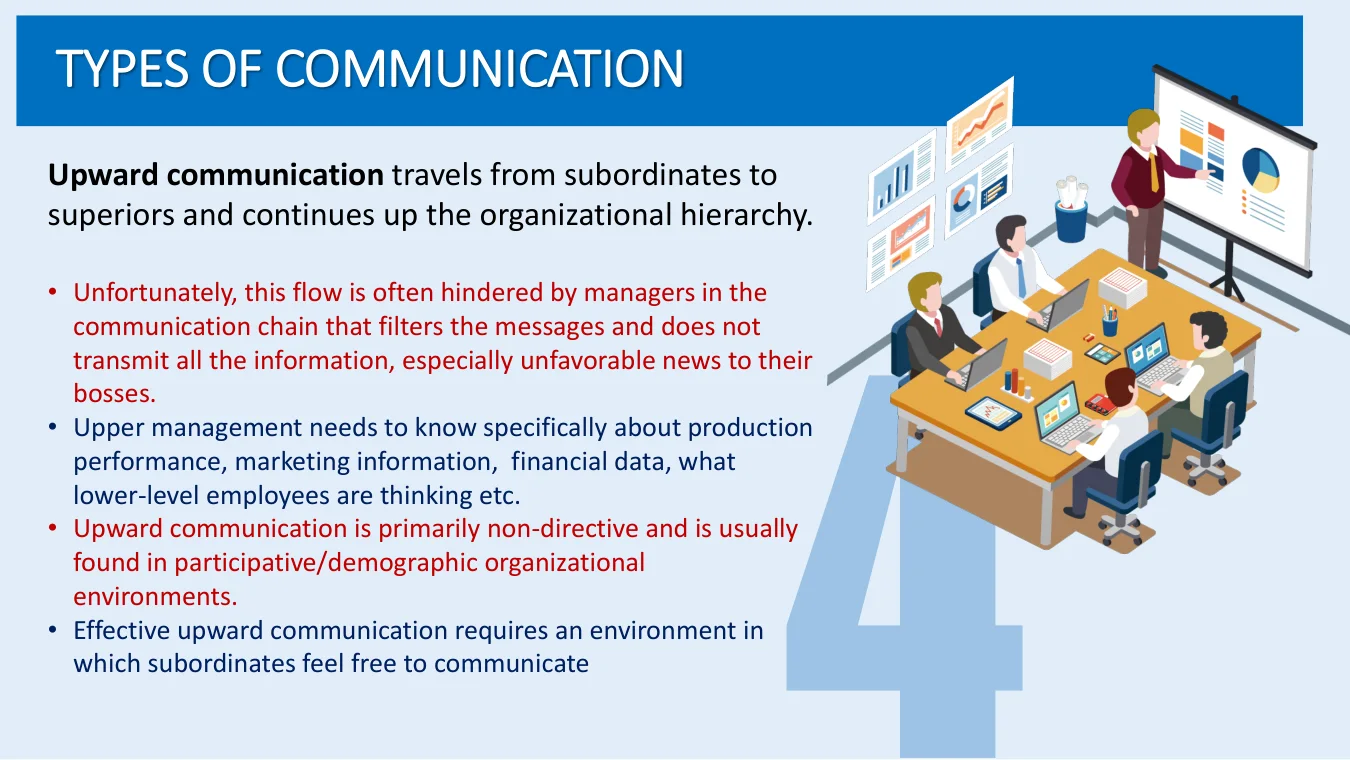 TYPES OF COMMUNICATION
Upward communication travels from subordinates to
superiors and continues up the organizational hierarchy.
• Unfortunately, this flow is often hindered by managers in the
communication chain that filters the messages and does not
transmit all the information, especially unfavorable news to their
bosses.
• Upper management needs to know specifically about production
performance, marketing information,  financial data, what
lower-level employees are thinking etc.
• Upward communication is primarily non-directive and is usually
found in participative/demographic organizational
environments.
• Effective upward communication requires an environment in
which subordinates feel free to communicate
4